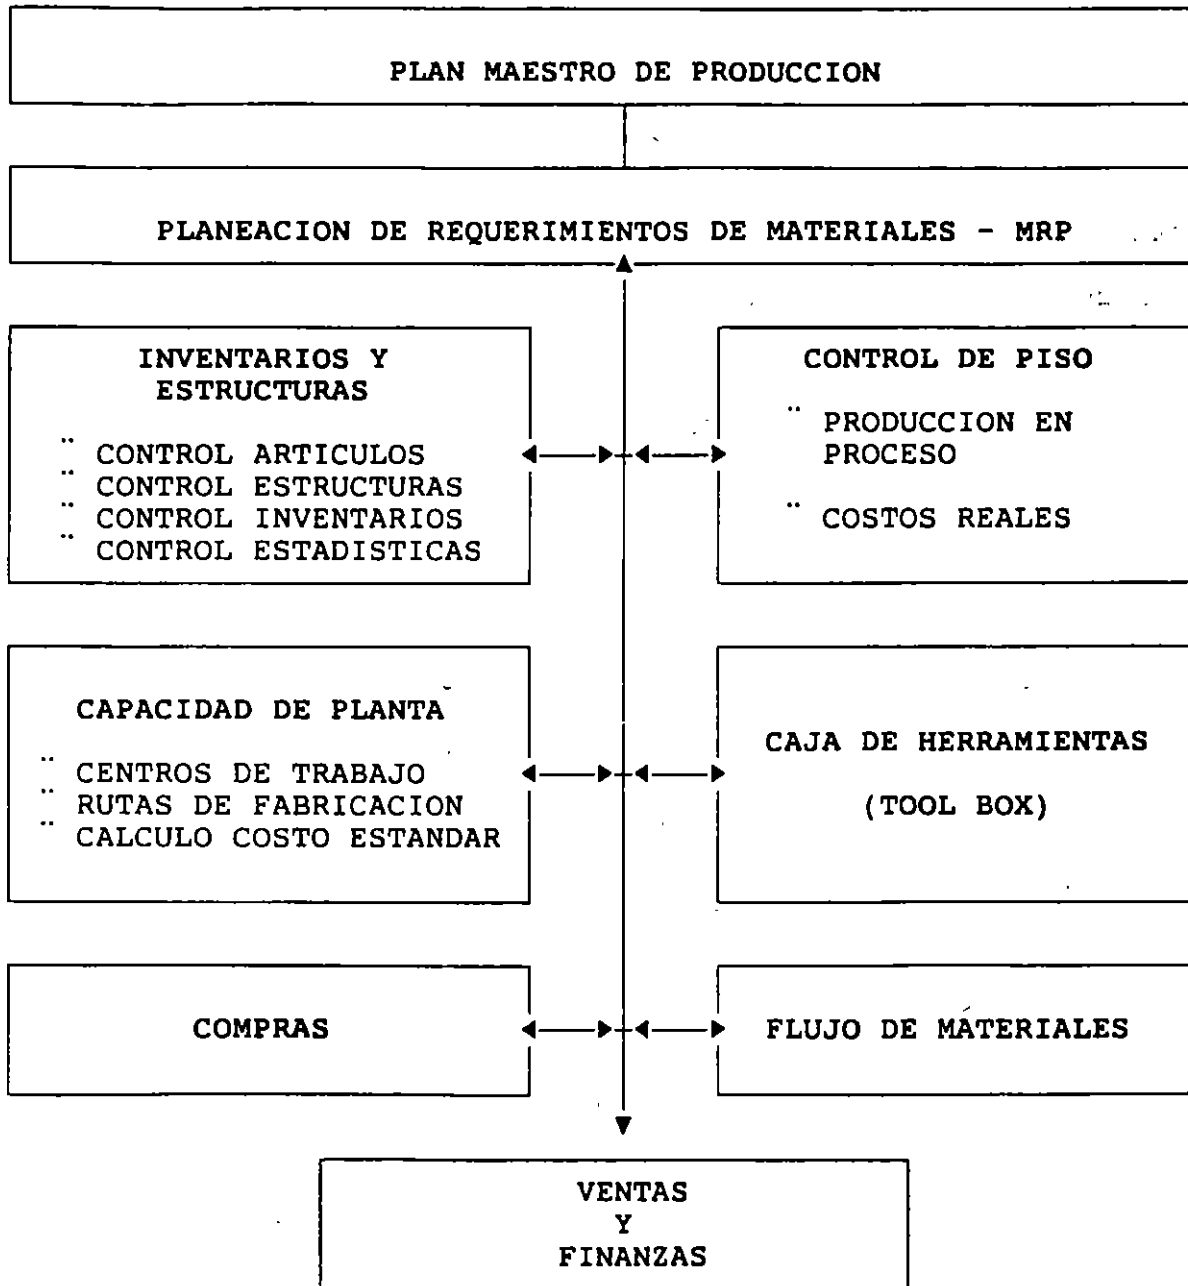 PLAN MAESTRO DE PRODUCCION
PLANEACION DE REQUERIMIENTOS DE MATERIALES - MRP
INVENTARIOS Y
ESTRUCTURAS
¨ CONTROL ARTICULOS
¨ CONTROL ESTRUCTURAS
¨ CONTROL INVENTARIOS
¨ CONTROL ESTADISTICAS
CONTROL DE PISO
¨ PRODUCCION EN
PROCESO
¨ COSTOS REALES
CAPACIDAD DE PLANTA
¨ CENTROS DE TRABAJO
¨ RUTAS DE FABRICACION
¨ CALCULO COSTO ESTANDAR
CAJA DE HERRAMIENTAS
(TOOL BOX)
COMPRAS
FLUJO DE MATERIALES
VENTAS
Y
FINANZAS